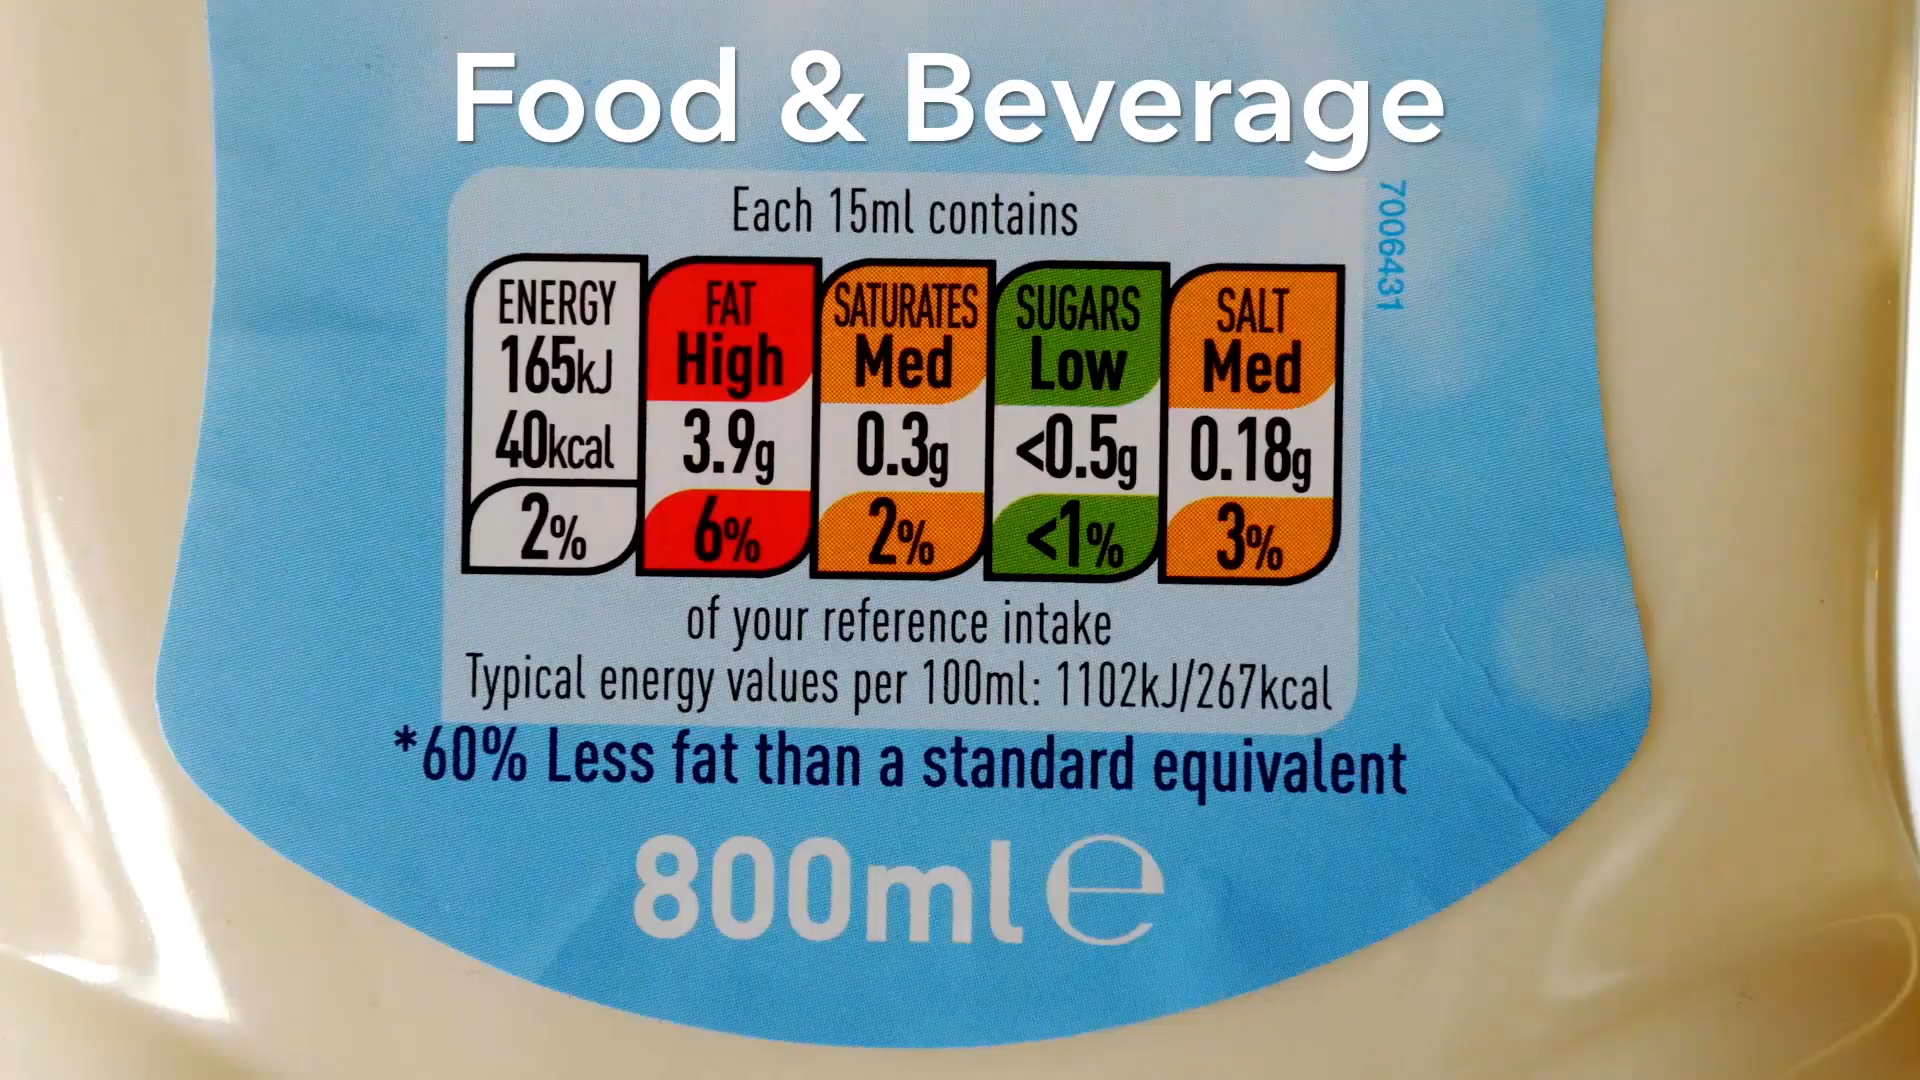 Food & Beverage
Each 15ml contains
ENERGY FAT SATURATES SUGARS SALT
165kJ High Med Low Med
40kcal 3.9g 0.3g <0.5g 0.18g
2% 6% 2% <1% 3%
of your reference intake
Typical energy values per 100ml: 1102kJ/267kcal
*60% Less fat than a standard equivalent
800ml e
7006431